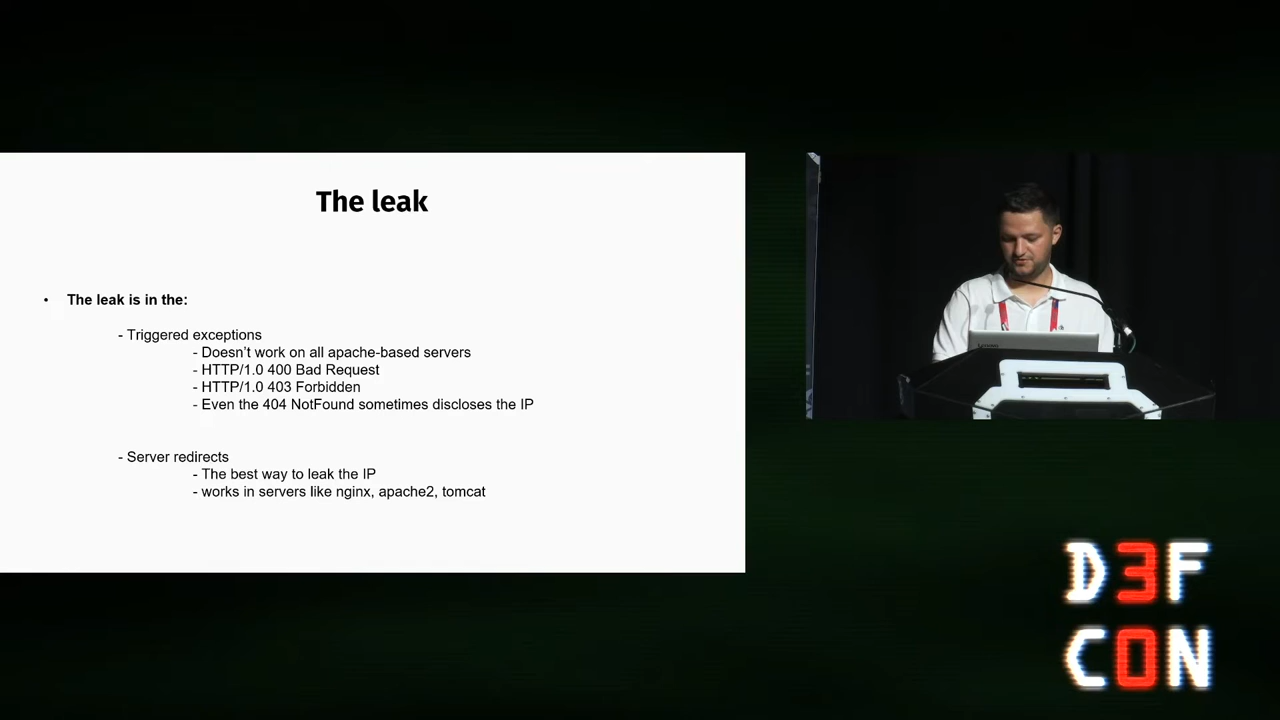 The leak
• The leak is in the:
- Triggered exceptions
- Doesn't work on all apache-based servers
- HTTP/1.0 400 Bad Request
- HTTP/1.0 403 Forbidden
- Even the 404 NotFound sometimes discloses the IP
- Server redirects
- The best way to leak the IP
- works in servers like nginx, apache2, tomcat
Lenovo
D3F
C0N